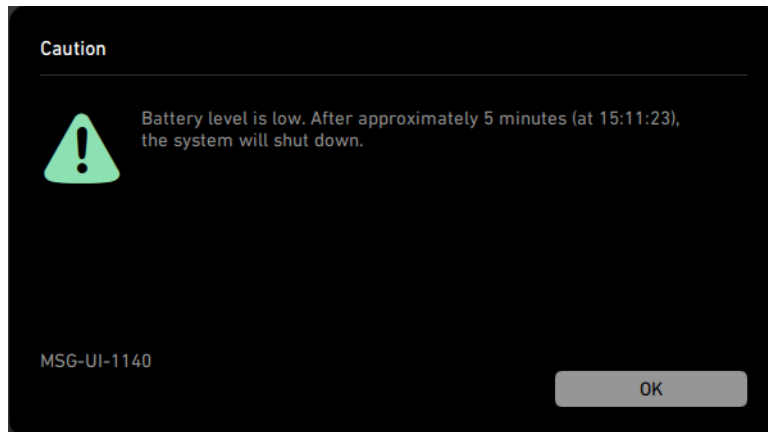 Caution
Battery level is low. After approximately 5 minutes (at 15:11:23),
the system will shut down.
MSG-UI-1140
OK